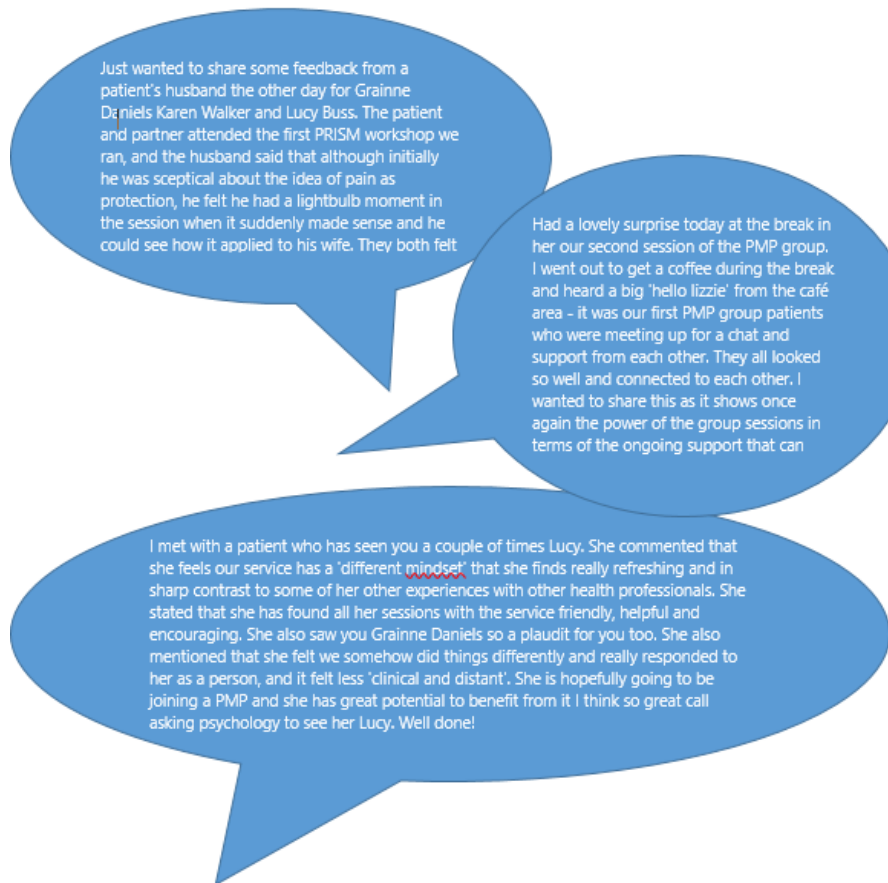 Just wanted to share some feedback from a
patient's husband the other day for Grainne
Daniels Karen Walker and Lucy Buss. The patient
and partner attended the first PRISM workshop we
ran, and the husband said that although initially
he was sceptical about the idea of pain as
protection, he felt he had a lightbulb moment in
the session when it suddenly made sense and he
could see how it applied to his wife. They both felt
Had a lovely surprise today at the break in
her our second session of the PMP group.
I went out to get a coffee during the break
and heard a big 'hello lizzie' from the café
area - it was our first PMP group patients
who were meeting up for a chat and
support from each other. They all looked
so well and connected to each other. I
wanted to share this as it shows once
again the power of the group sessions in
terms of the ongoing support that can
I met with a patient who has seen you a couple of times Lucy. She commented that
she feels our service has a 'different mindset' that she finds really refreshing and in
sharp contrast to some of her other experiences with other health professionals. She
stated that she has found all her sessions with the service friendly, helpful and
encouraging. She also saw you Grainne Daniels so a plaudit for you too. She also
mentioned that she felt we somehow did things differently and really responded to
her as a person, and it felt less 'clinical and distant'. She is hopefully going to be
joining a PMP and she has great potential to benefit from it I think so great call
asking psychology to see her Lucy. Well done!